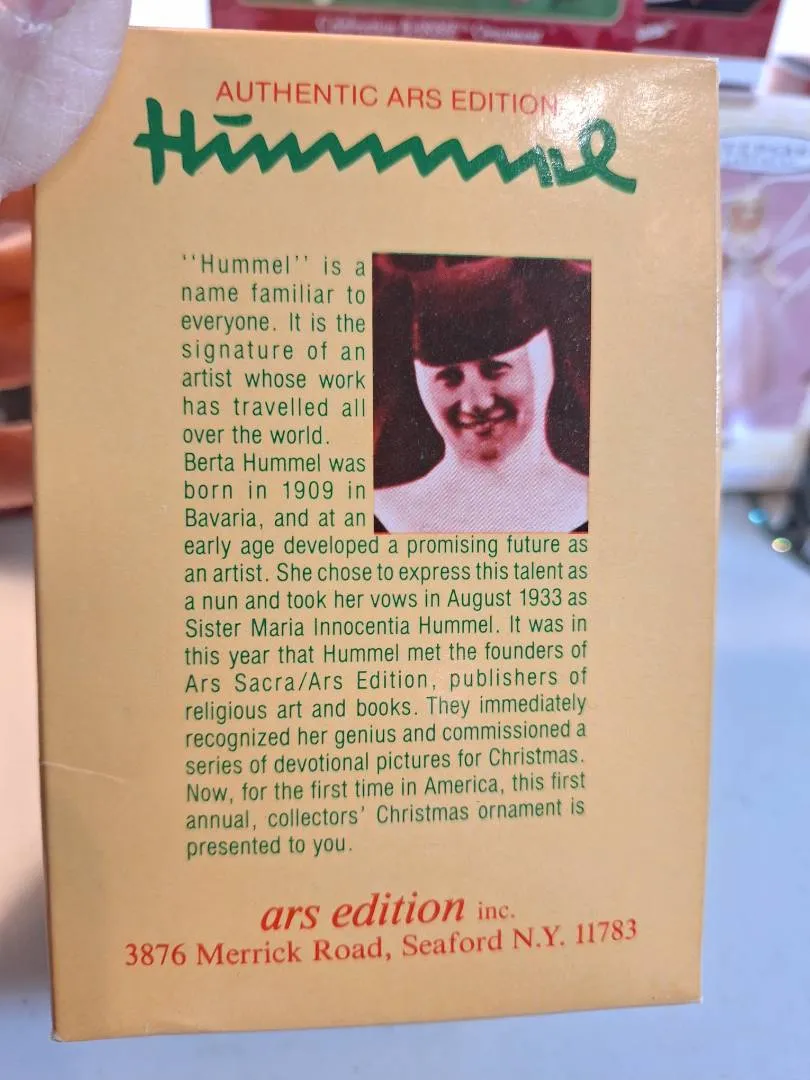 AUTHENTIC ARS EDITION
Hummel
''Hummel'' is a
name familiar to
everyone. It is the
signature of an
artist whose work
has travelled all
over the world.
Berta Hummel was
born in 1909 in
Bavaria, and at an
early age developed a promising future as
an artist. She chose to express this talent as
a nun and took her vows in August 1933 as
Sister Maria Innocentia Hummel. It was in
this year that Hummel met the founders of
Ars Sacra/Ars Edition, publishers of
religious art and books. They immediately
recognized her genius and commissioned a
series of devotional pictures for Christmas.
Now, for the first time in America, this first
annual, collectors' Christmas ornament is
presented to you.
ars edition inc.
3876 Merrick Road, Seaford N.Y. 11783